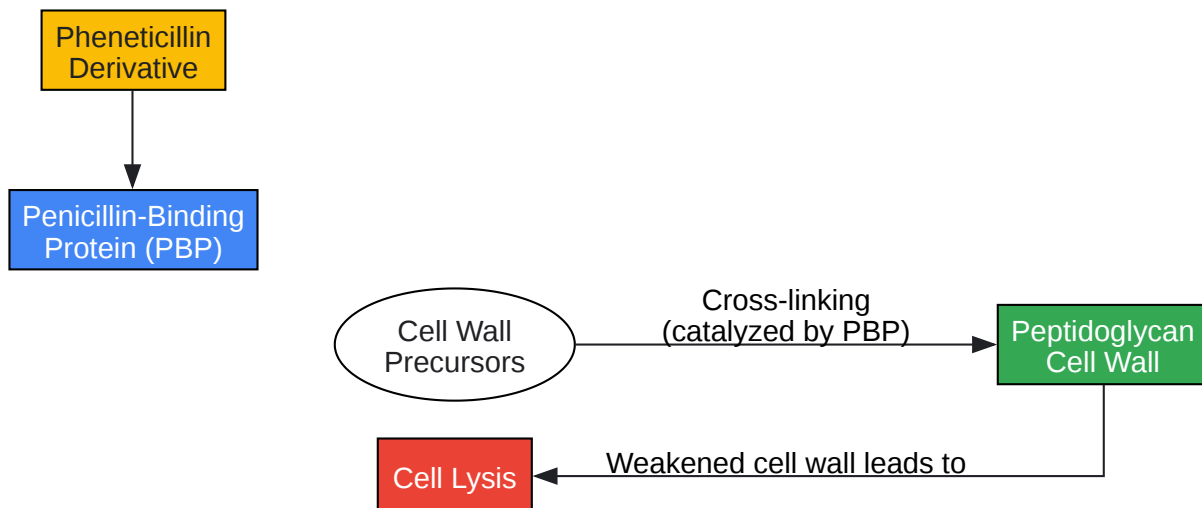 Pheneticillin
Derivative
Penicillin-Binding
Protein (PBP)
Cell Wall
Precursors
Cross-linking
(catalyzed by PBP)
Peptidoglycan
Cell Wall
Cell Lysis
Weakened cell wall leads to